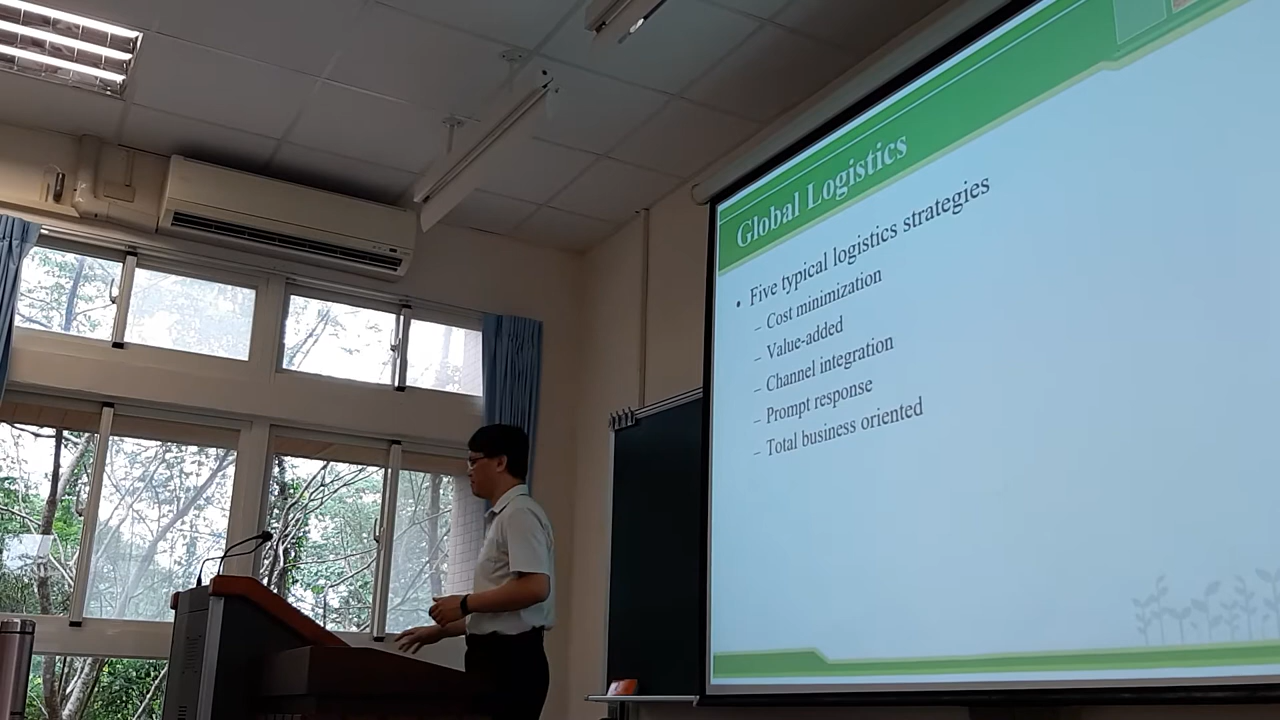 Global Logistics
• Five typical logistics strategies
– Cost minimization
– Value-added
– Channel integration
– Prompt response
– Total business oriented